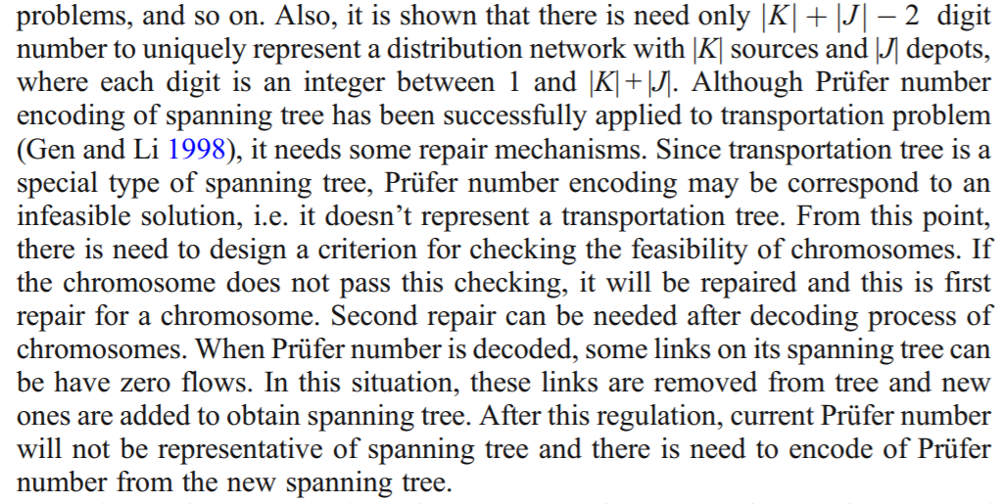 problems, and so on. Also, it is shown that there is need only |K| + |J| − 2 digit
number to uniquely represent a distribution network with |K| sources and |J| depots,
where each digit is an integer between 1 and |K|+|J|. Although Prüfer number
encoding of spanning tree has been successfully applied to transportation problem
(Gen and Li 1998), it needs some repair mechanisms. Since transportation tree is a
special type of spanning tree, Prüfer number encoding may be correspond to an
infeasible solution, i.e. it doesn’t represent a transportation tree. From this point,
there is need to design a criterion for checking the feasibility of chromosomes. If
the chromosome does not pass this checking, it will be repaired and this is first
repair for a chromosome. Second repair can be needed after decoding process of
chromosomes. When Prüfer number is decoded, some links on its spanning tree can
be have zero flows. In this situation, these links are removed from tree and new
ones are added to obtain spanning tree. After this regulation, current Prüfer number
will not be representative of spanning tree and there is need to encode of Prüfer
number from the new spanning tree.